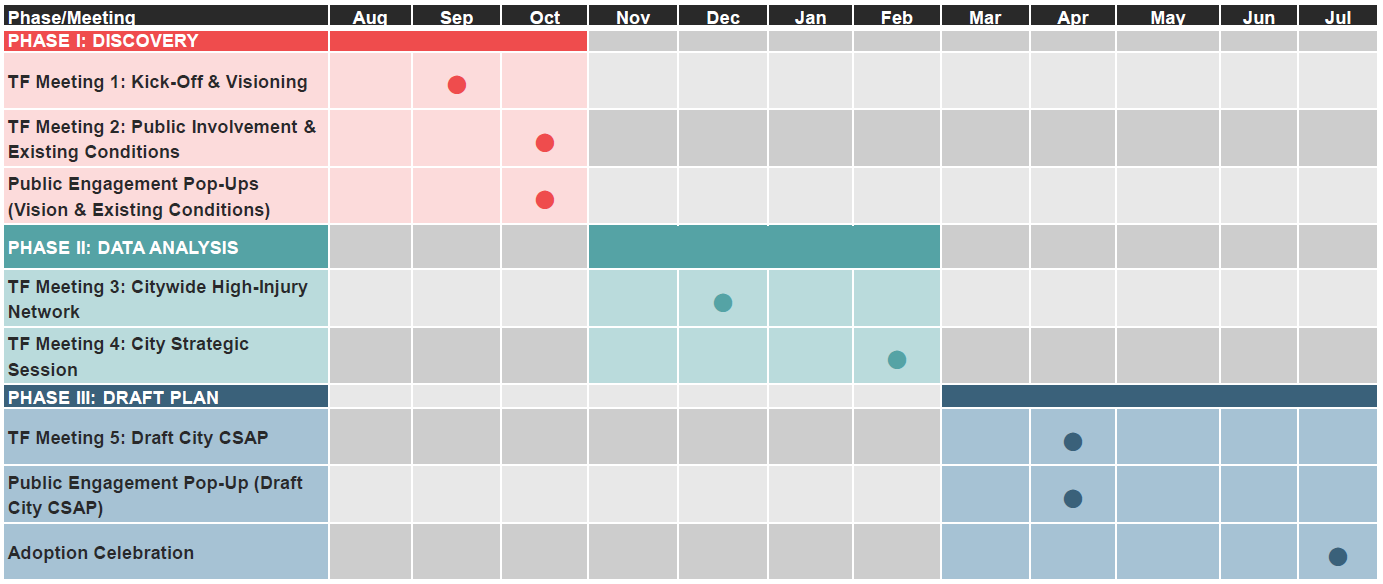 Phase/Meeting Aug Sep Oct Nov Dec Jan Feb Mar Apr May Jun Jul
PHASE I: DISCOVERY
TF Meeting 1: Kick-Off & Visioning
TF Meeting 2: Public Involvement &
Existing Conditions
Public Engagement Pop-Ups
(Vision & Existing Conditions)
PHASE II: DATA ANALYSIS
TF Meeting 3: Citywide High-Injury
Network
TF Meeting 4: City Strategic
Session
PHASE III: DRAFT PLAN
TF Meeting 5: Draft City CSAP
Public Engagement Pop-Up (Draft
City CSAP)
Adoption Celebration